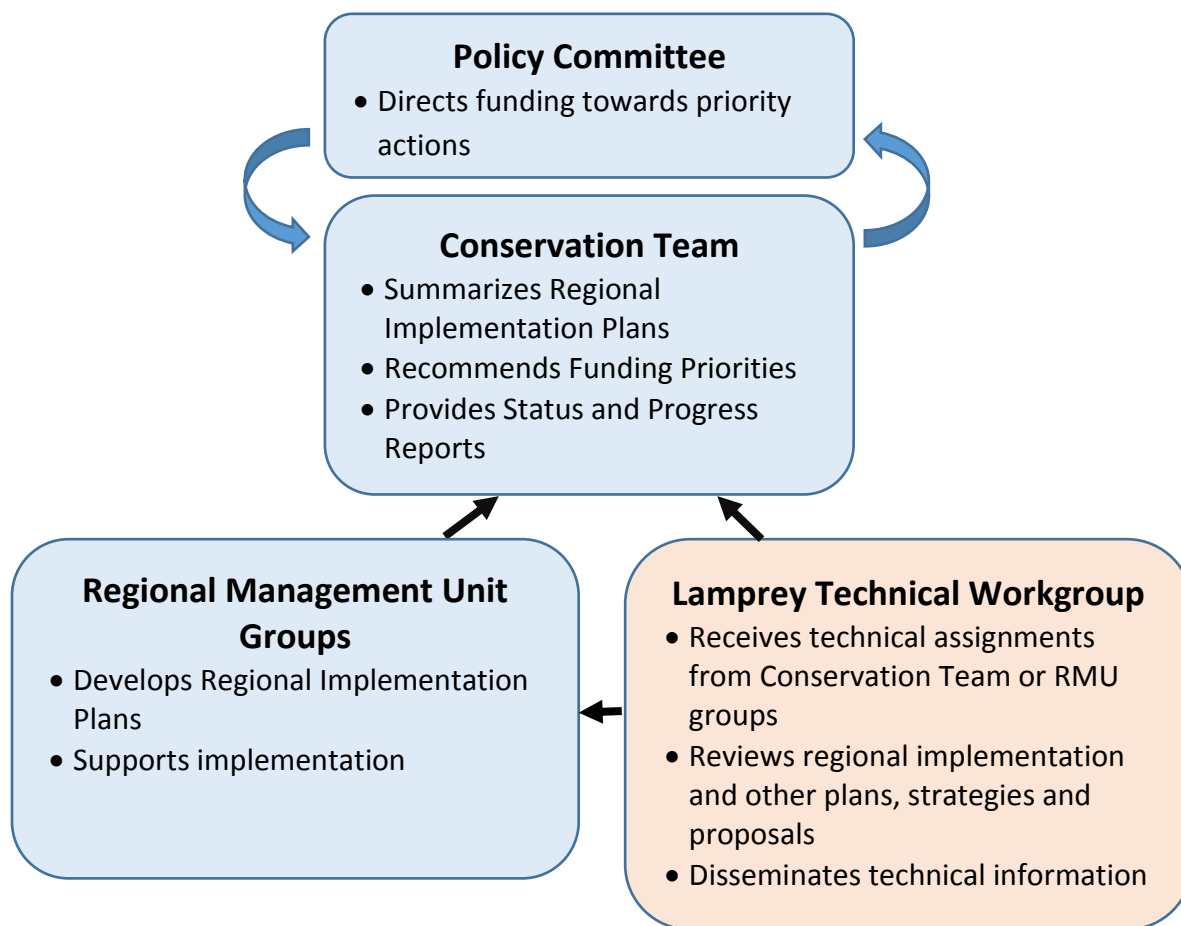 Policy Committee
• Directs funding towards priority
actions
Conservation Team
• Summarizes Regional
Implementation Plans
• Recommends Funding Priorities
• Provides Status and Progress
Reports
Regional Management Unit
Groups
• Develops Regional Implementation
Plans
• Supports implementation
Lamprey Technical Workgroup
• Receives technical assignments
from Conservation Team or RMU
groups
• Reviews regional implementation
and other plans, strategies and
proposals
• Disseminates technical information